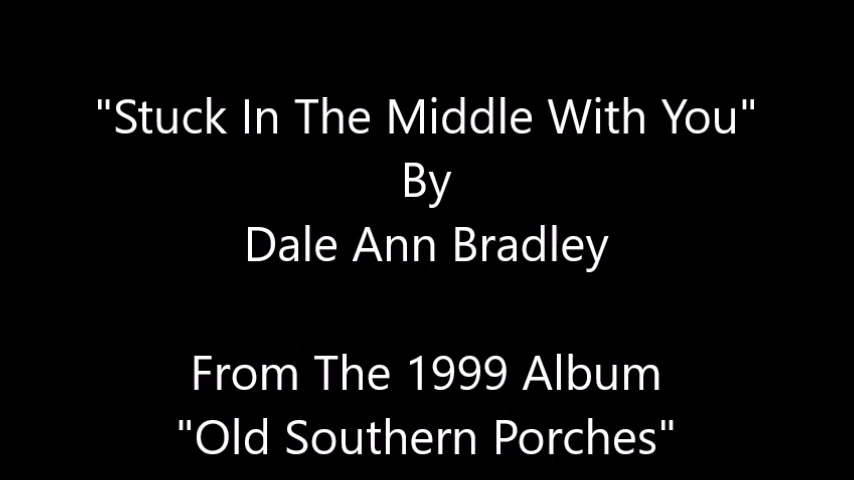 "Stuck In The Middle With You"
By
Dale Ann Bradley
From The 1999 Album
"Old Southern Porches"